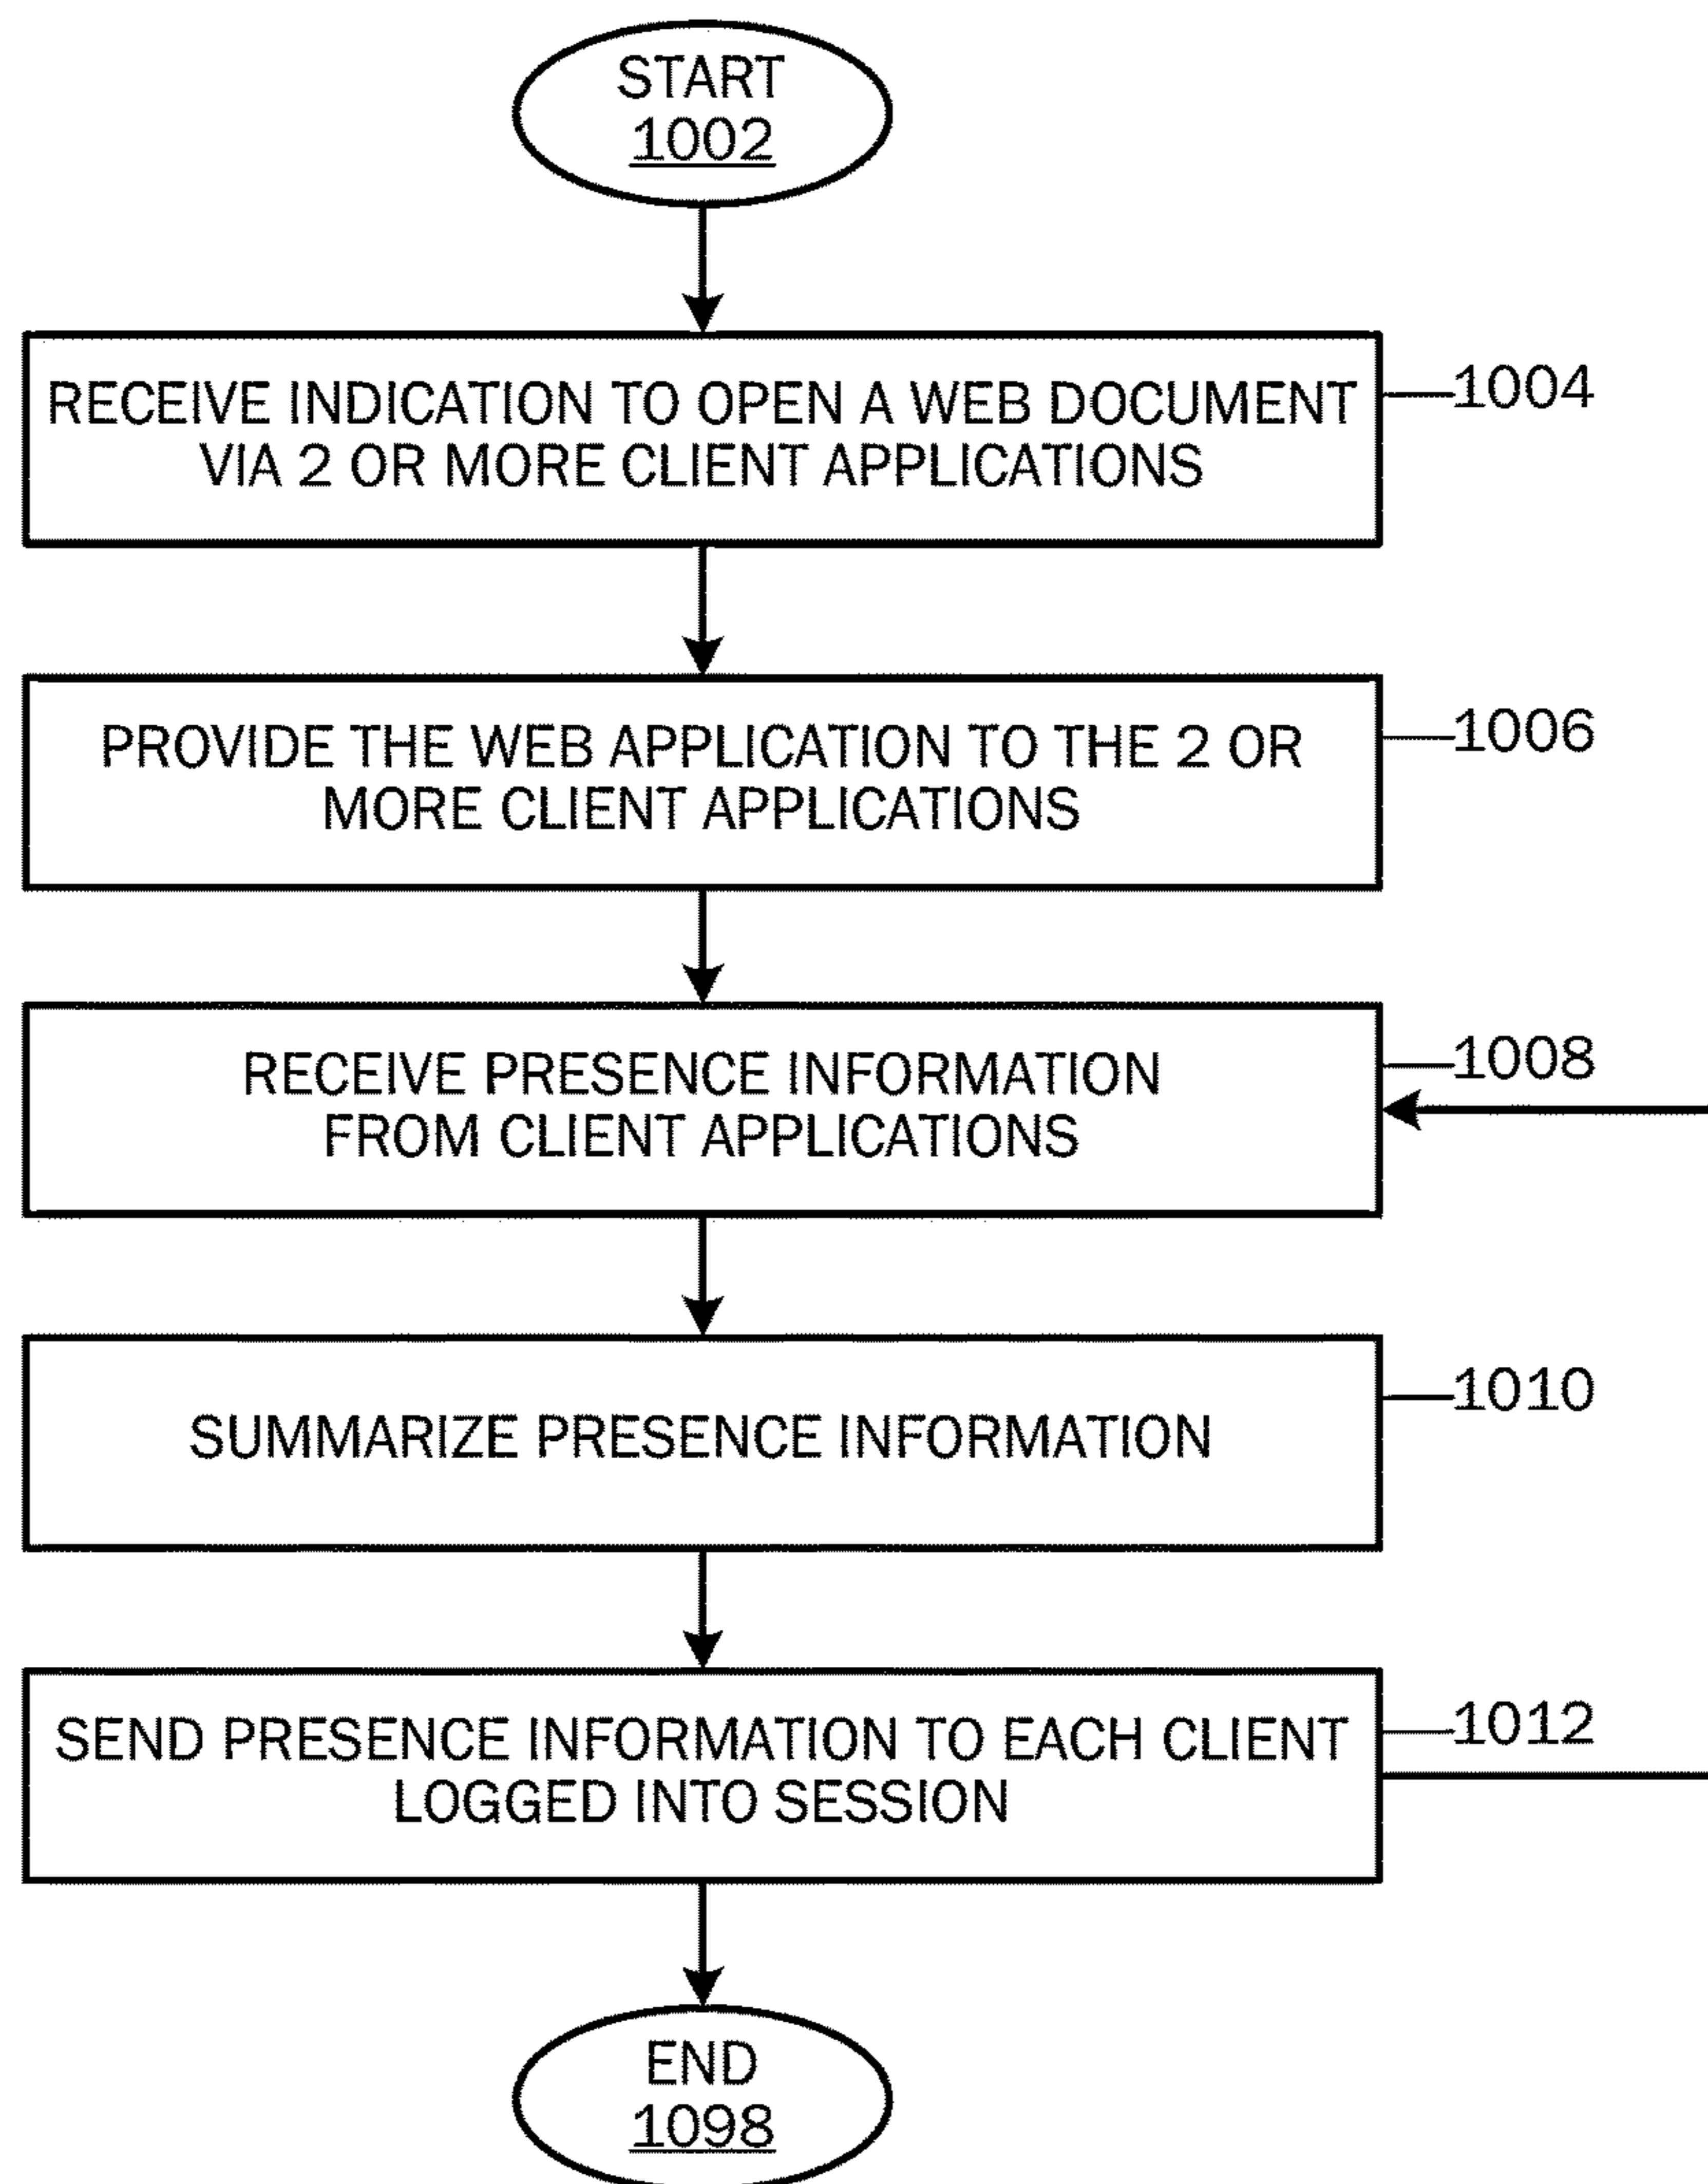 START
1002
RECEIVE INDICATION TO OPEN A WEB DOCUMENT
VIA 2 OR MORE CLIENT APPLICATIONS
1004
PROVIDE THE WEB APPLICATION TO THE 2 OR
MORE CLIENT APPLICATIONS
1006
RECEIVE PRESENCE INFORMATION
FROM CLIENT APPLICATIONS
1008
SUMMARIZE PRESENCE INFORMATION
1010
SEND PRESENCE INFORMATION TO EACH CLIENT
LOGGED INTO SESSION
1012
END
1098